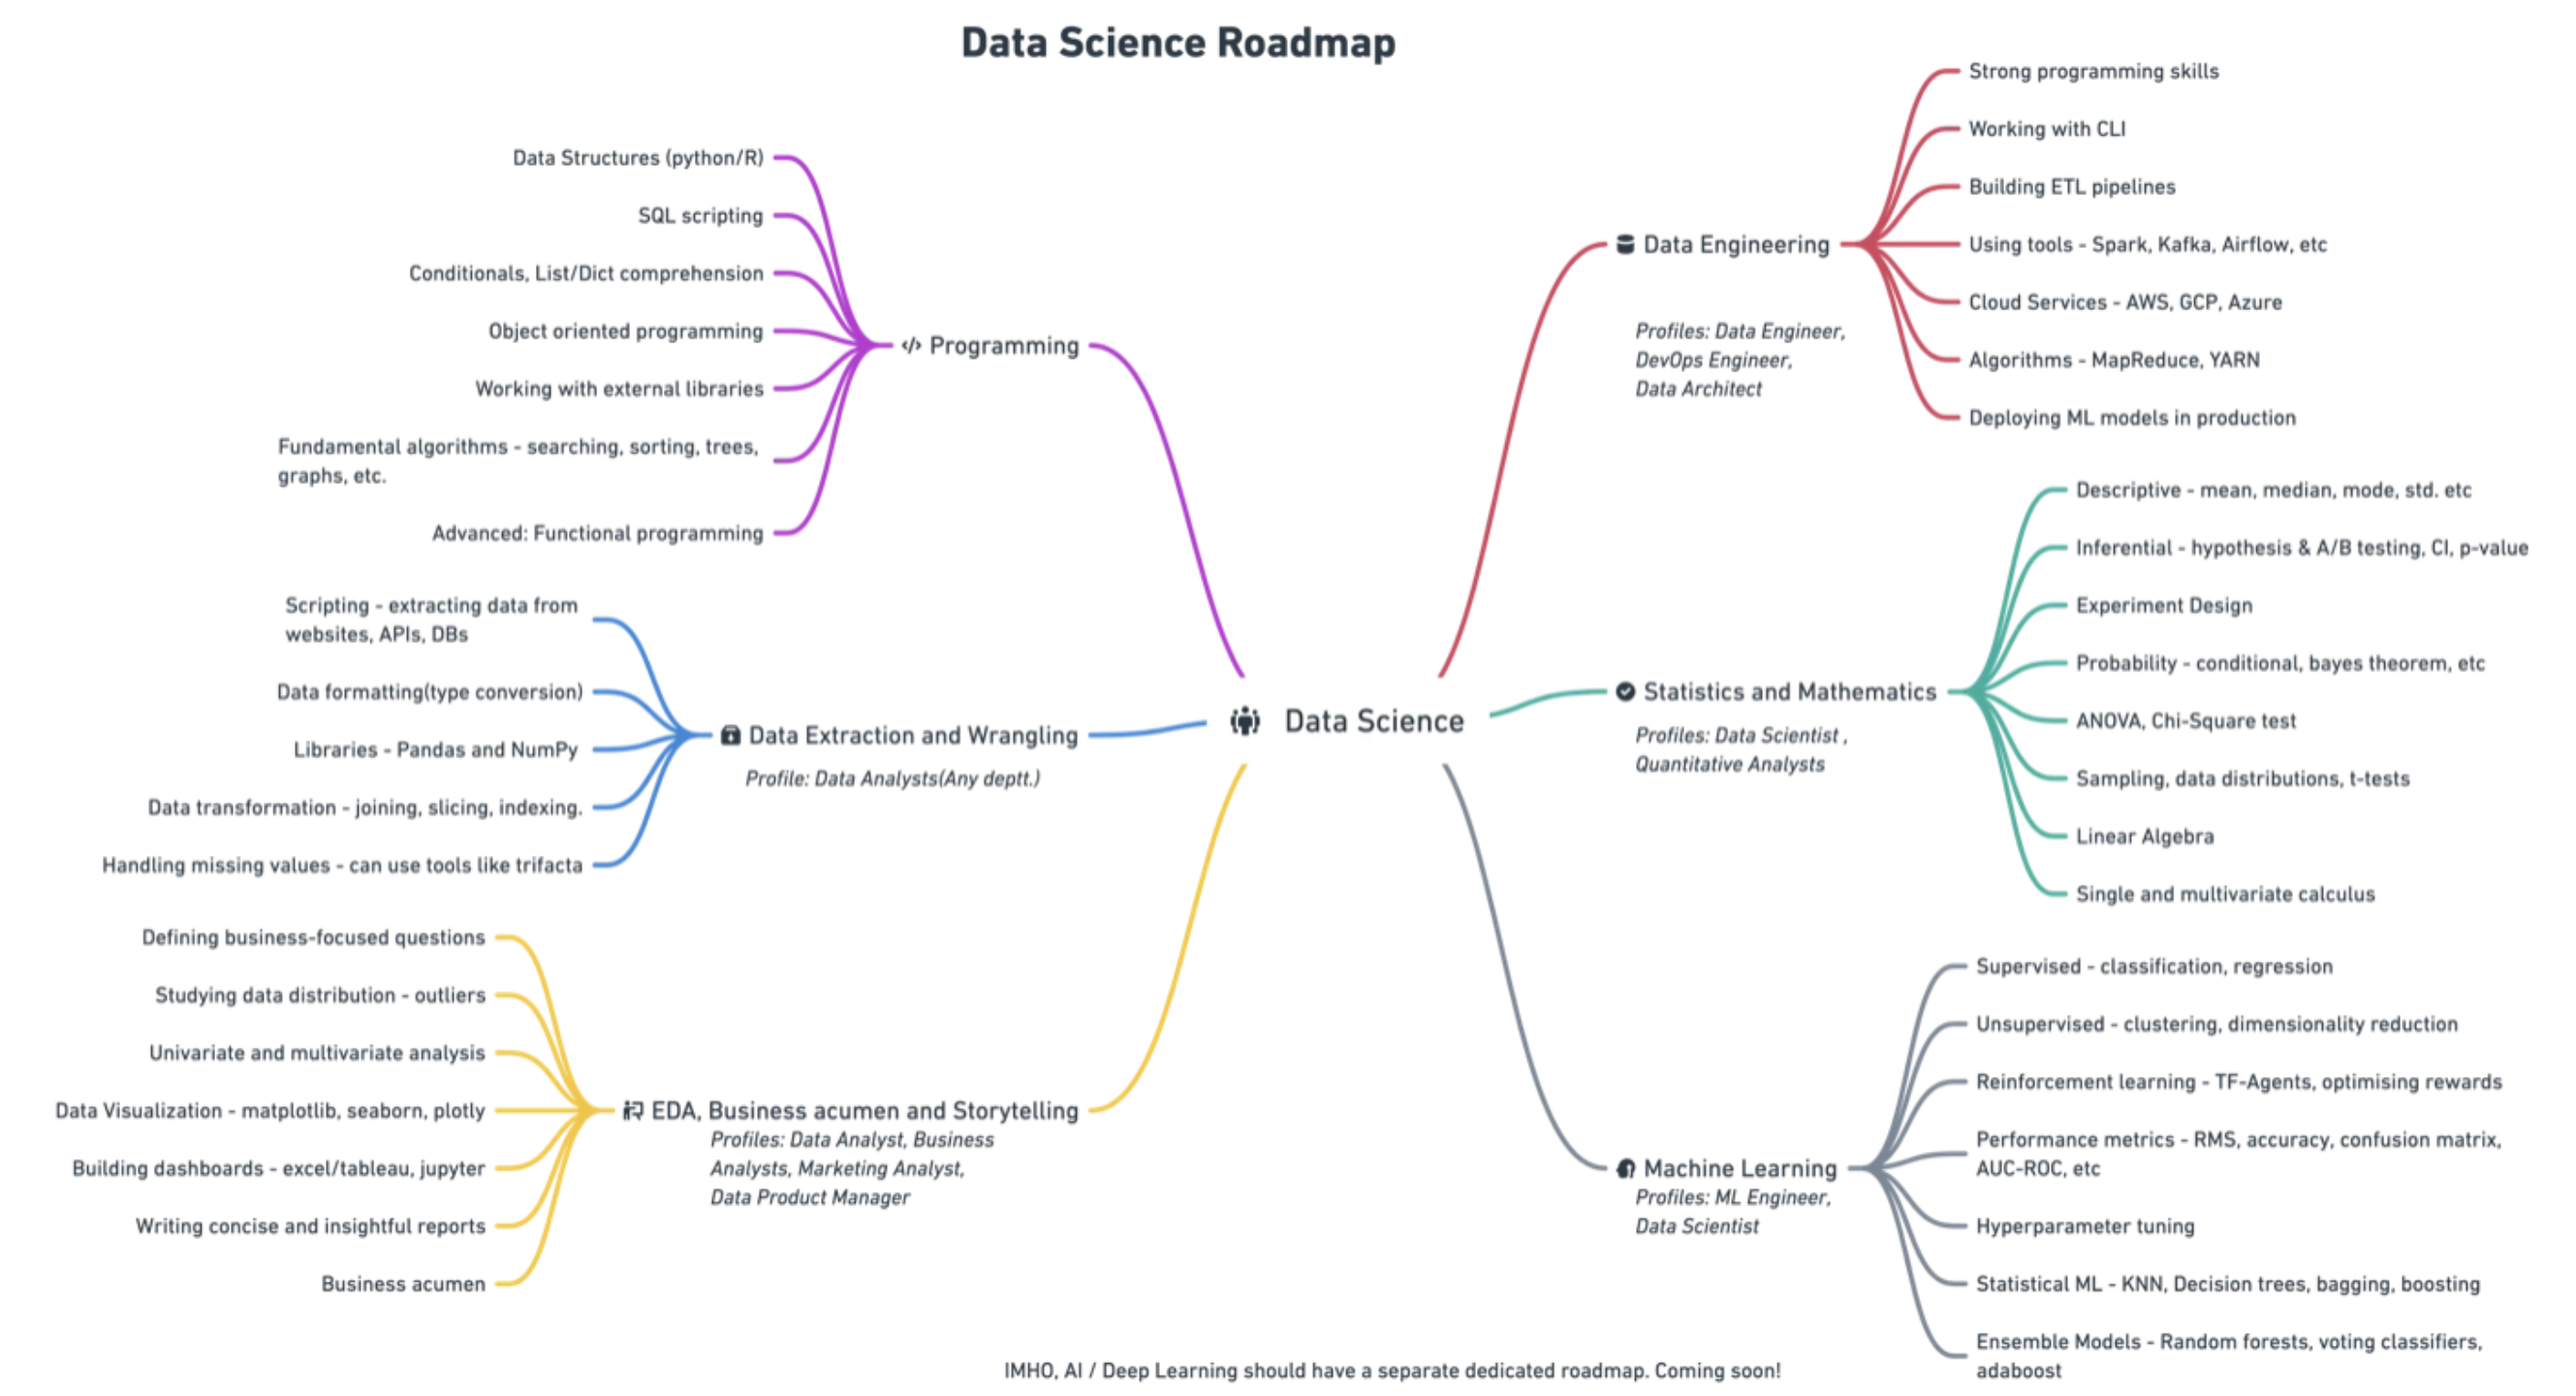 Data Science Roadmap
Data Structures (python/R)
SQL scripting
Conditionals, List/Dict comprehension
Object oriented programming
Working with external libraries
Fundamental algorithms - searching, sorting, trees,
graphs, etc.
Advanced: Functional programming
</> Programming
Scripting - extracting data from
websites, APIs, DBs
Data formatting(type conversion)
Libraries - Pandas and NumPy
Data transformation - joining, slicing, indexing.
Handling missing values - can use tools like trifacta
Data Extraction and Wrangling
Profile: Data Analysts(Any deptt.)
Defining business-focused questions
Studying data distribution - outliers
Univariate and multivariate analysis
Data Visualization - matplotlib, seaborn, plotly
Building dashboards - excel/tableau, jupyter
Writing concise and insightful reports
Business acumen
EDA, Business acumen and Storytelling
Profiles: Data Analyst, Business
Analysts, Marketing Analyst,
Data Product Manager
Data Science
Data Engineering
Profiles: Data Engineer,
DevOps Engineer,
Data Architect
Strong programming skills
Working with CLI
Building ETL pipelines
Using tools - Spark, Kafka, Airflow, etc
Cloud Services - AWS, GCP, Azure
Algorithms - MapReduce, YARN
Deploying ML models in production
Statistics and Mathematics
Profiles: Data Scientist ,
Quantitative Analysts
Descriptive - mean, median, mode, std. etc
Inferential - hypothesis & A/B testing, CI, p-value
Experiment Design
Probability - conditional, bayes theorem, etc
ANOVA, Chi-Square test
Sampling, data distributions, t-tests
Linear Algebra
Single and multivariate calculus
Machine Learning
Profiles: ML Engineer,
Data Scientist
Supervised - classification, regression
Unsupervised - clustering, dimensionality reduction
Reinforcement learning - TF-Agents, optimising rewards
Performance metrics - RMS, accuracy, confusion matrix,
AUC-ROC, etc
Hyperparameter tuning
Statistical ML - KNN, Decision trees, bagging, boosting
Ensemble Models - Random forests, voting classifiers,
adaboost
IMHO, AI / Deep Learning should have a separate dedicated roadmap. Coming soon!